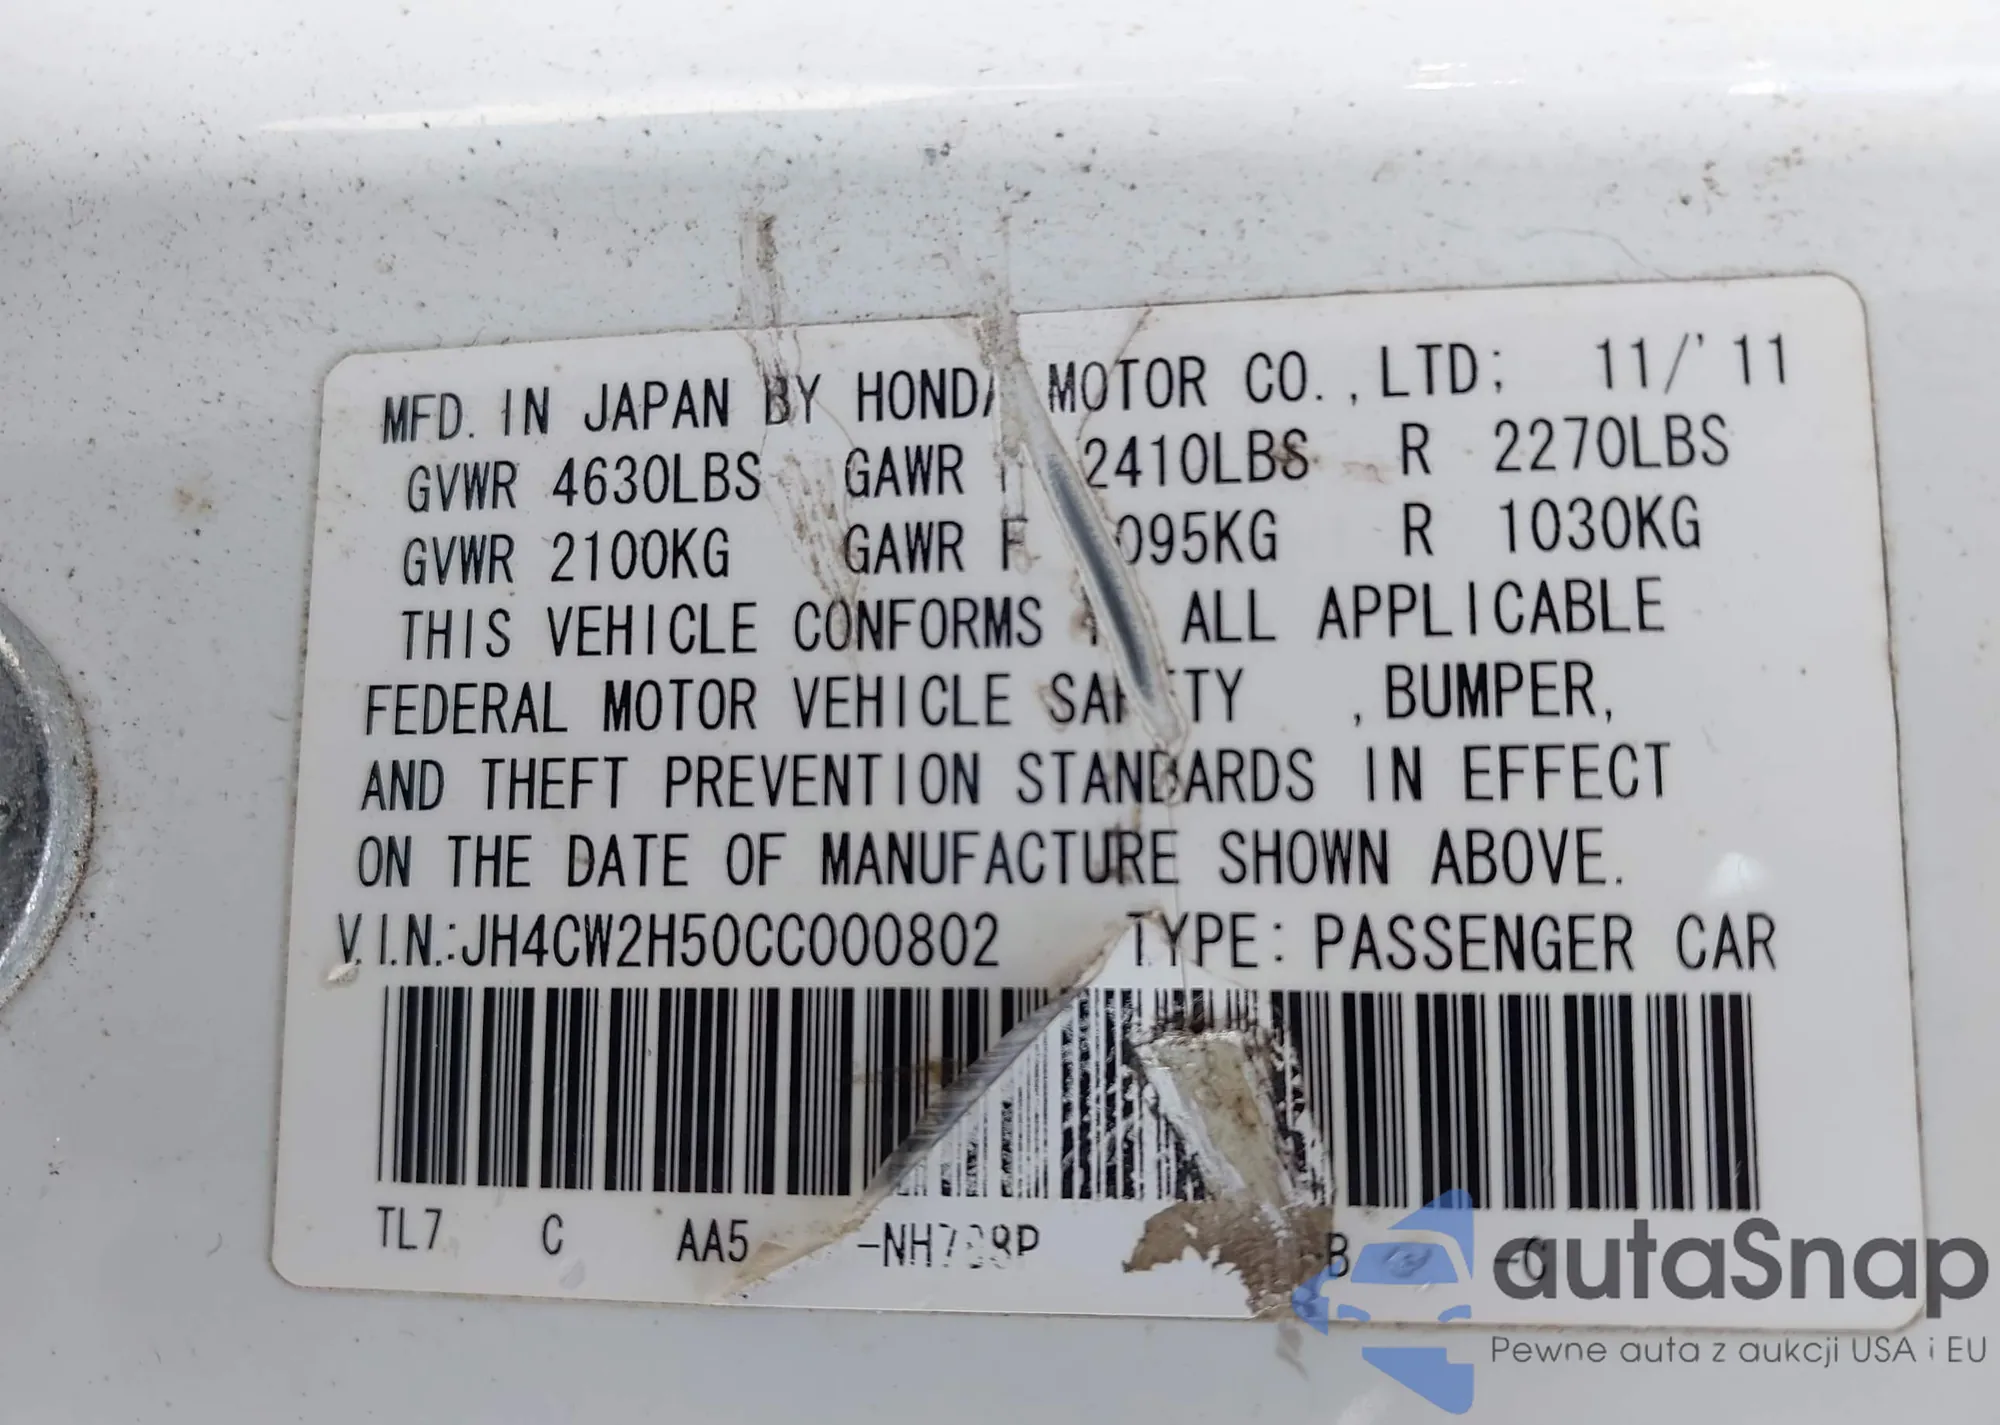 MFD. IN JAPAN BY HONDA MOTOR CO.,LTD; 11/'11
GVWR 4630LBS GAWR 2410LBS R 2270LBS
GVWR 2100KG GAWR F 095KG R 1030KG
THIS VEHICLE CONFORMS ALL APPLICABLE
FEDERAL MOTOR VEHICLE SAFETY ,BUMPER,
AND THEFT PREVENTION STANDARDS IN EFFECT
ON THE DATE OF MANUFACTURE SHOWN ABOVE.
V.I.N.:JH4CW2H50CC000802 TYPE: PASSENGER CAR
TL7 C AA5 B -C
autaSnap
Pewne auta z aukcji USA i EU